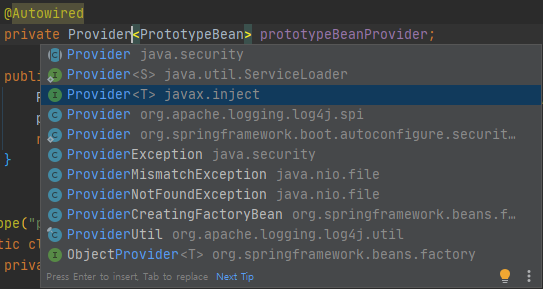 @Autowired
private Provider<PrototypeBean> prototypeBeanProvider;
Provider java.security
publ
Provider<S> java.util.ServiceLoader
P
Provider<T> javax.inject
p
Provider org.apache.logging.log4j.spi
r
Provider org.springframework.boot.autoconfigure.securit…
}
ProviderException java.security
ProviderMismatchException java.nio.file
ProviderNotFoundException java.nio.file
ope("p
ProviderCreatingFactoryBean org.springframework.beans.f…
tic cl
ProviderUtil org.apache.logging.log4j.util
priva
ObjectProvider<T> org.springframework.beans.factory
Press Enter to insert, Tab to replace Next Tip